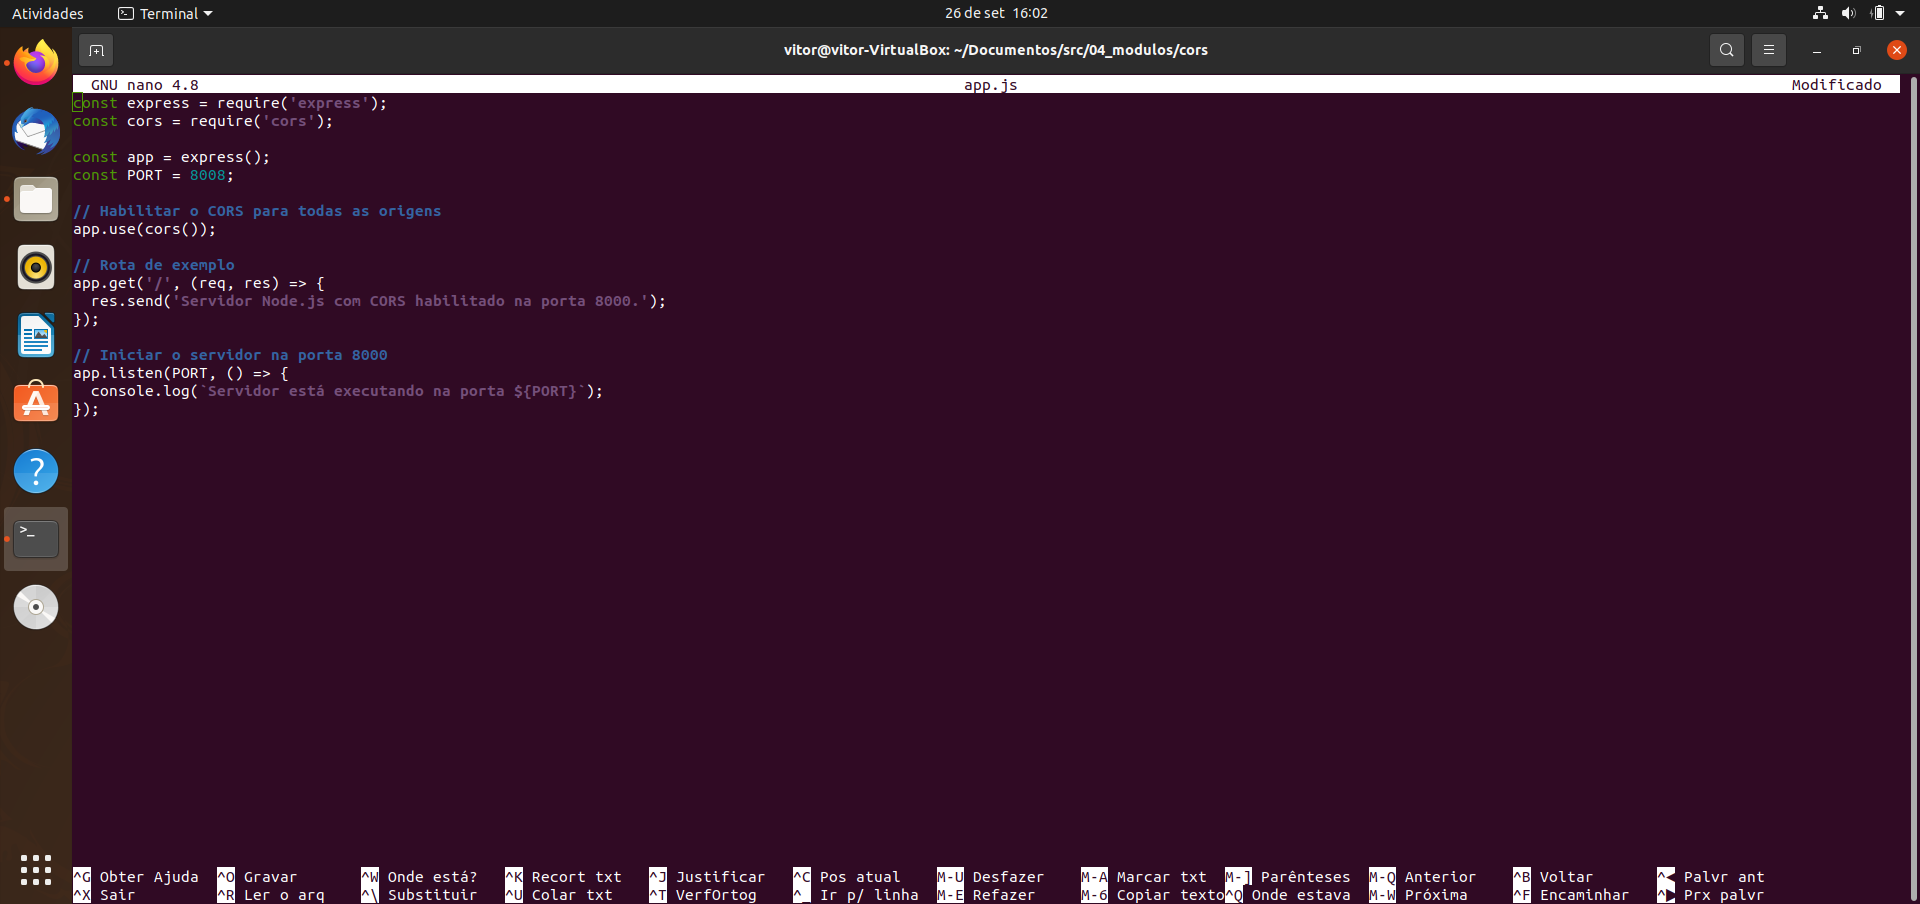 Atividades Terminal 26 de set 16:02
vitor@vitor-VirtualBox: ~/Documentos/src/04_modulos/cors
GNU nano 4.8 app.js Modificado
const express = require('express');
const cors = require('cors');
const app = express();
const PORT = 8008;
// Habilitar o CORS para todas as origens
app.use(cors());
// Rota de exemplo
app.get('/', (req, res) => {
  res.send('Servidor Node.js com CORS habilitado na porta 8000.');
});
// Iniciar o servidor na porta 8000
app.listen(PORT, () => {
  console.log(`Servidor está executando na porta ${PORT}`);
});
^G Obter Ajuda ^O Gravar ^W Onde está? ^K Recort txt ^J Justificar ^C Pos atual M-U Desfazer M-A Marcar txt M-] Parênteses M-Q Anterior ^B Voltar ^◀ Palvr ant
^X Sair ^R Ler o arq ^\ Substituir ^U Colar txt ^T VerfOrtog ^_ Ir p/ linha M-E Refazer M-6 Copiar texto ^Q Onde estava M-W Próxima ^F Encaminhar ^▶ Prx palvr